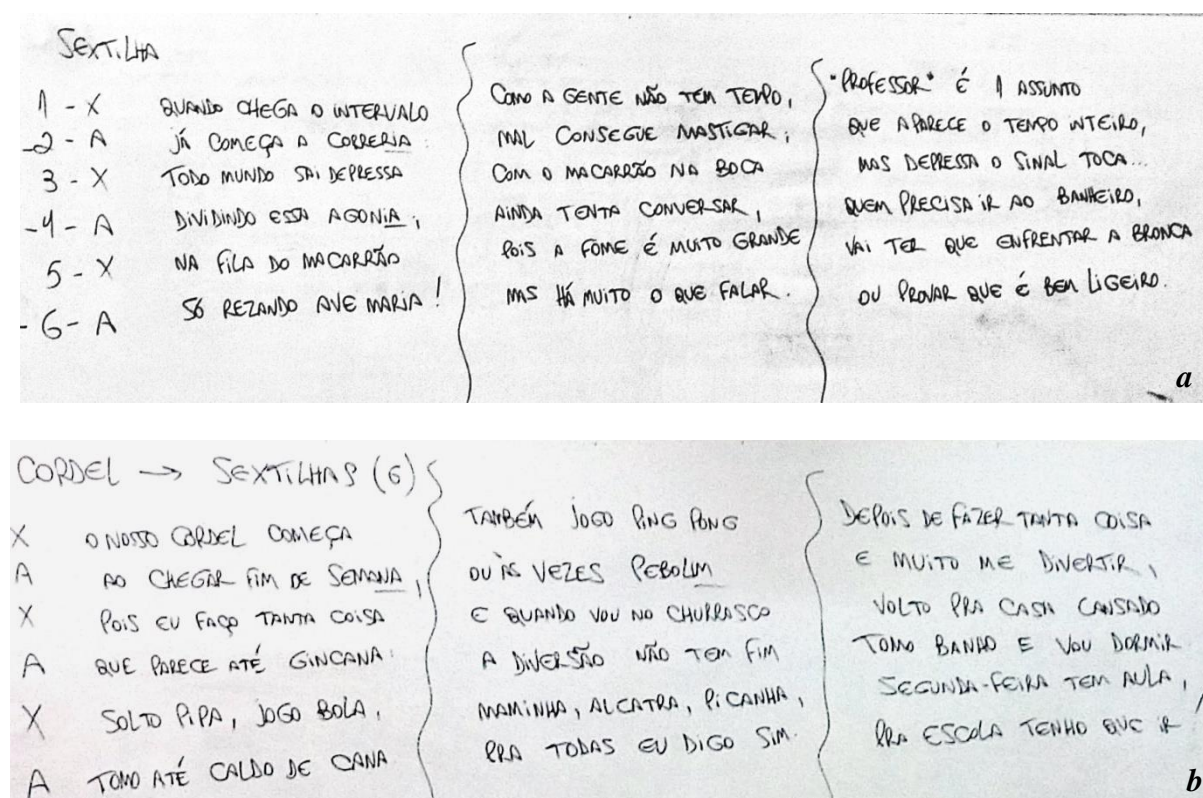 SEXTILHA
1 - X QUANDO CHEGA O INTERVALO
-2 - A JÁ COMEÇA A CORRERIA:
3 - X TODO MUNDO SAI DEPRESSA
-4 - A DIVIDINDO ESSA AGONIA,
5 - X NA FILA DO MACARRÃO
-6 - A SÓ REZANDO AVE MARIA!
COMO A GENTE NÃO TEM TEMPO,
MAL CONSEGUE MASTIGAR,
COM O MACARRÃO NA BOCA
AINDA TENTA CONVERSAR,
POIS A FOME É MUITO GRANDE
MAS HÁ MUITO O QUE FALAR.
"PROFESSOR" É 1 ASSUNTO
QUE APARECE O TEMPO INTEIRO,
MAS DEPRESSA O SINAL TOCA...
QUEM PRECISA IR AO BANHEIRO,
VAI TER QUE ENFRENTAR A BRONCA
OU PROVAR QUE É BEM LIGEIRO.
a
CORDEL → SEXTILHAS (6)
X O NOSSO CORDEL COMEÇA
A AO CHEGAR FIM DE SEMANA,
X POIS EU FAÇO TANTA COISA
A QUE PARECE ATÉ GINCANA:
X SOLTO PIPA, JOGO BOLA,
A TOMO ATÉ CALDO DE CANA
TAMBÉM JOGO PING PONG
OU ÀS VEZES PEBOLIM
E QUANDO VOU NO CHURRASCO
A DIVERSÃO NÃO TEM FIM
MAMINHA, ALCATRA, PICANHA,
PRA TODAS EU DIGO SIM.
DEPOIS DE FAZER TANTA COISA
E MUITO ME DIVERTIR,
VOLTO PRA CASA CANSADO
TOMO BANHO E VOU DORMIR
SEGUNDA-FEIRA TEM AULA,
PRA ESCOLA TENHO QUE IR
b